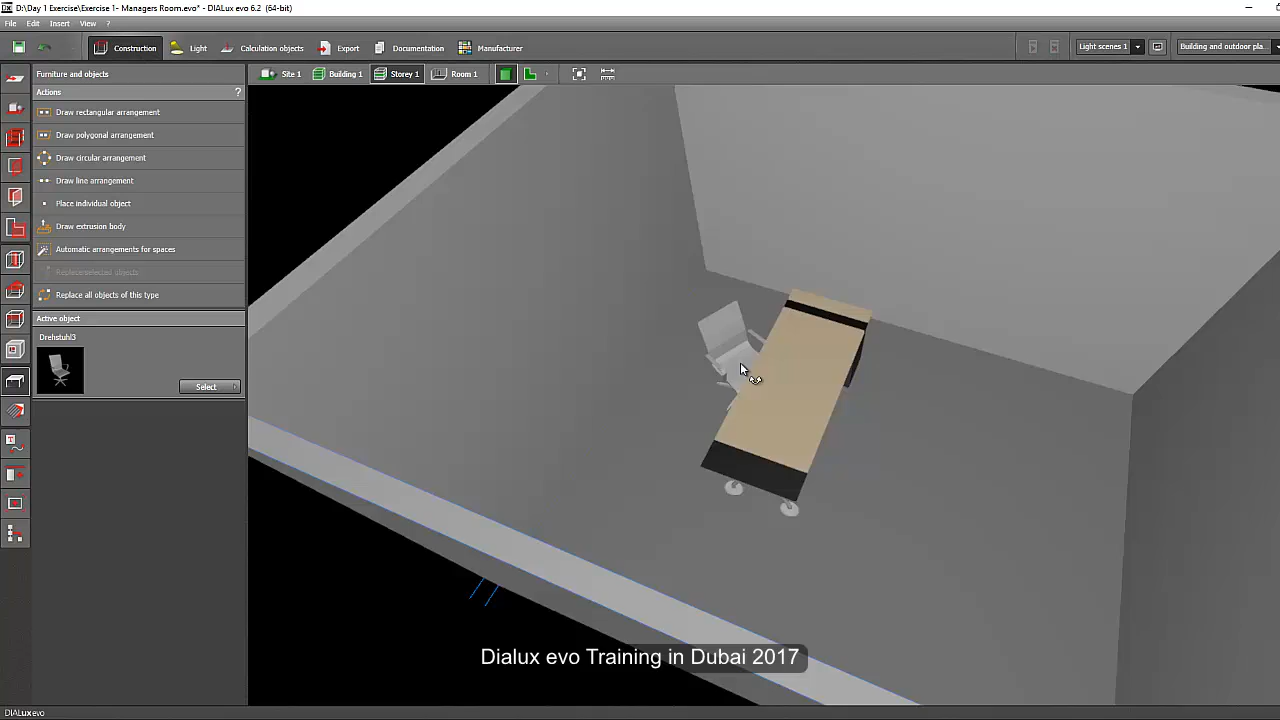 Dx D:\Day 1 Exercise\Exercise 1- Managers Room.evo* - DIALux evo 6.2 (64-bit)
File Edit Insert View ?
Construction Light Calculation objects Export Documentation Manufacturer Light scenes 1 Building and outdoor pla...
Furniture and objects Site 1 Building 1 Storey 1 Room 1
Actions ?
Draw rectangular arrangement
Draw polygonal arrangement
Draw circular arrangement
Draw line arrangement
Place individual object
Draw extrusion body
Automatic arrangements for spaces
Replace selected objects
Replace all objects of this type
Active object
Drehstuhl3
Select
Dialux evo Training in Dubai 2017
DIALux evo